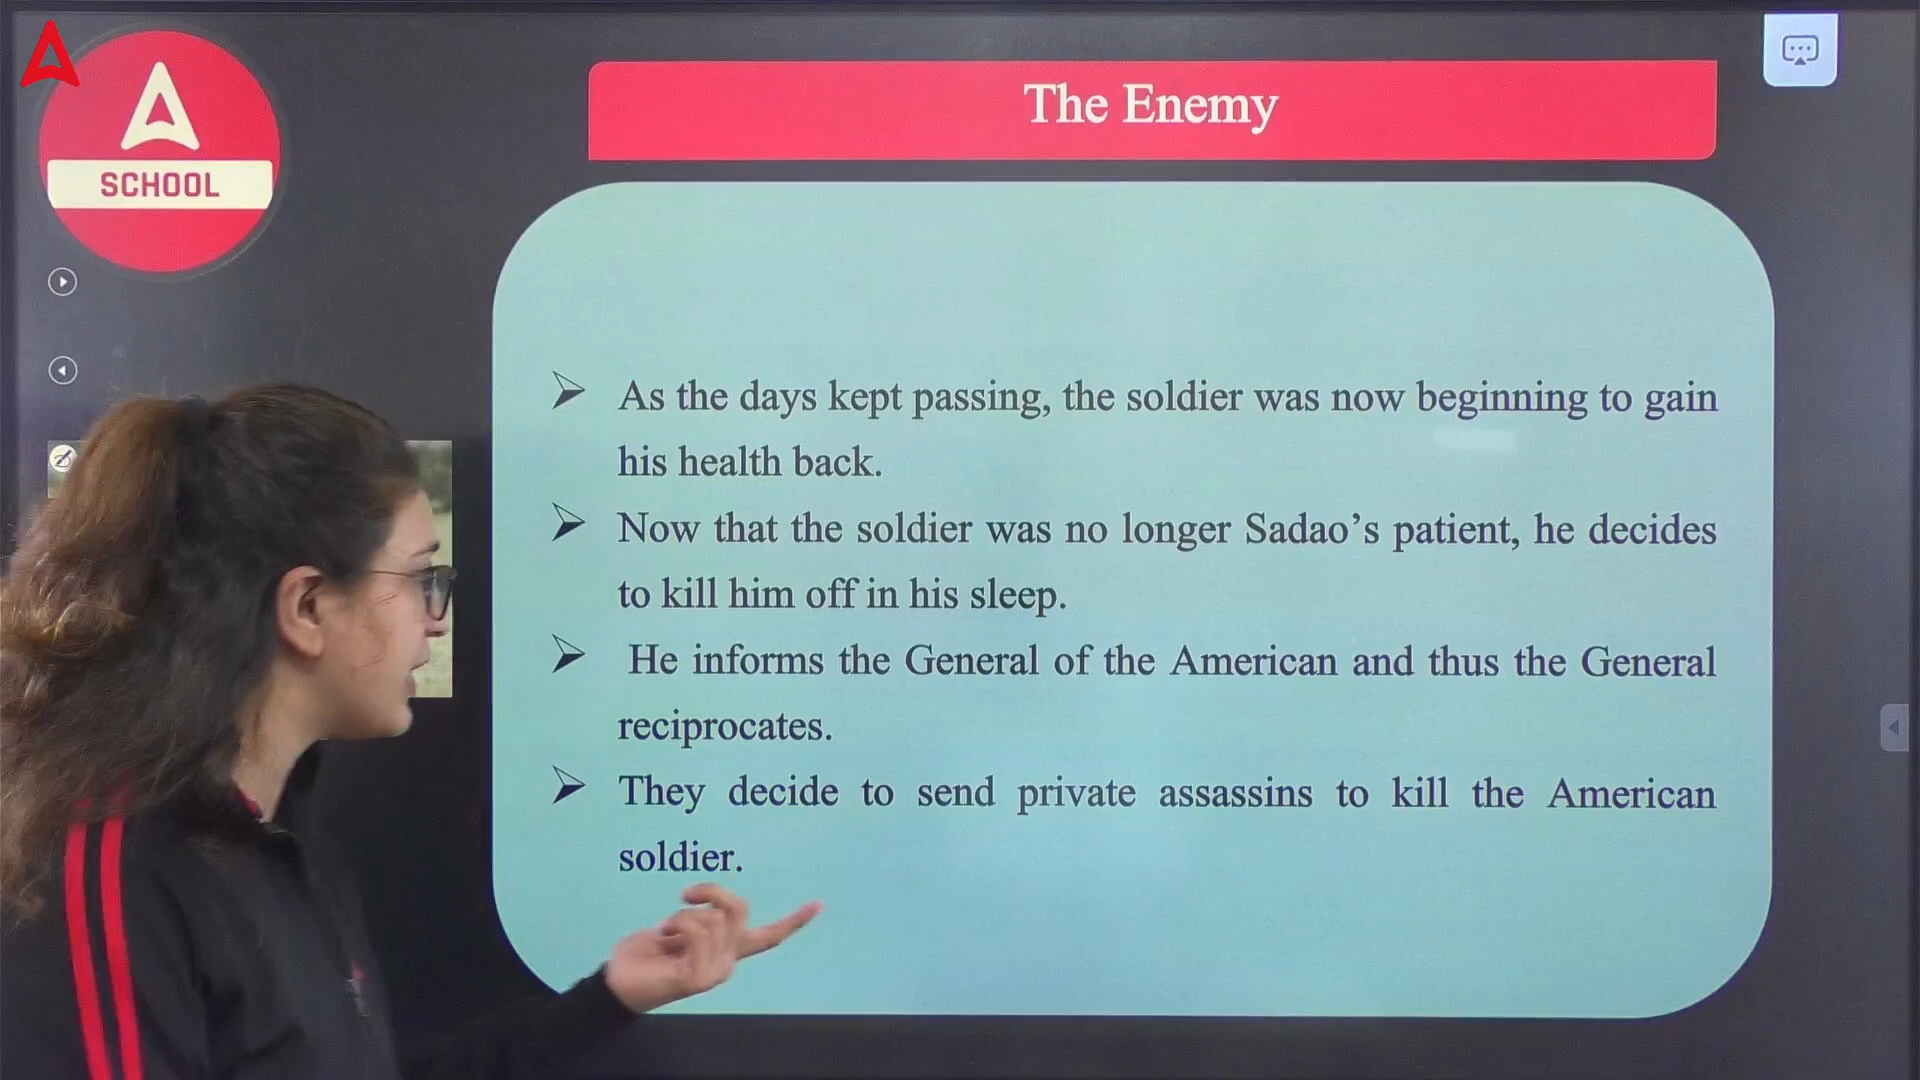 SCHOOL
The Enemy
As the days kept passing, the soldier was now beginning to gain
his health back.
Now that the soldier was no longer Sadao’s patient, he decides
to kill him off in his sleep.
He informs the General of the American and thus the General
reciprocates.
They decide to send private assassins to kill the American
soldier.